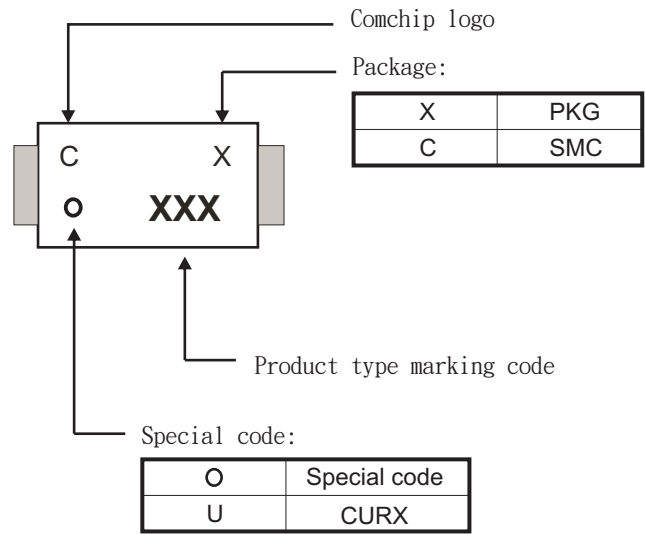 Comchip logo
Package:
X PKG
C SMC
C X
O XXX
Product type marking code
Special code:
O Special code
U CURX